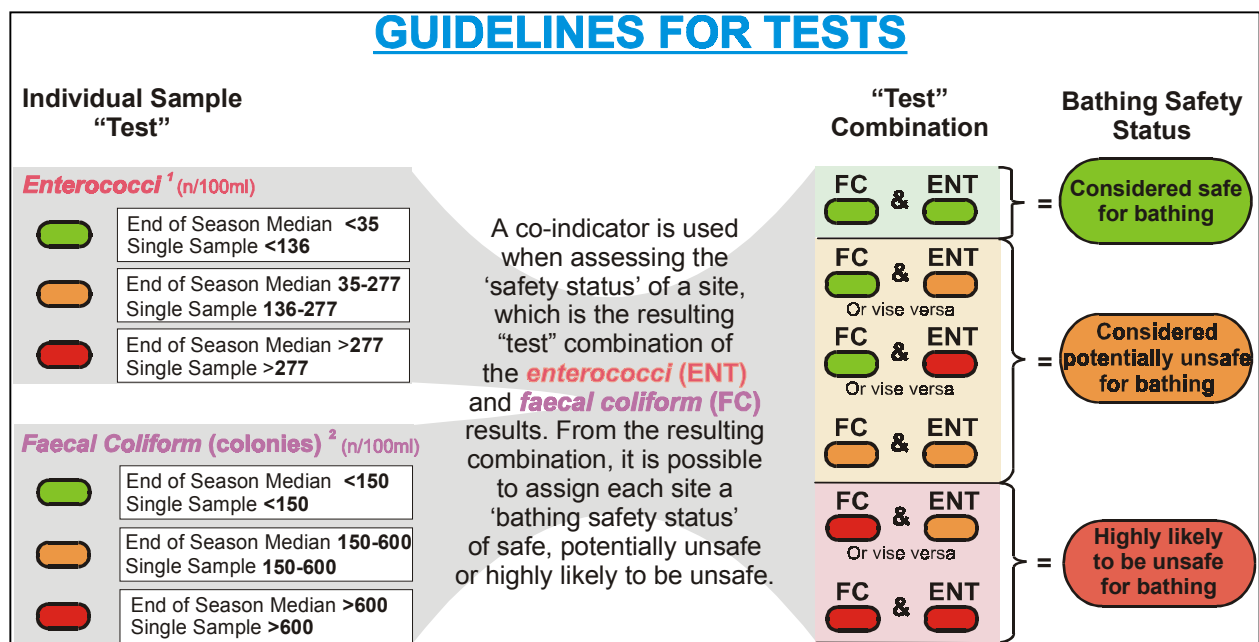 GUIDELINES FOR TESTS
Individual Sample
“Test”
Enterococci ¹ (n/100ml)
End of Season Median <35
Single Sample <136
End of Season Median 35-277
Single Sample 136-277
End of Season Median >277
Single Sample >277
Faecal Coliform (colonies) ² (n/100ml)
End of Season Median <150
Single Sample <150
End of Season Median 150-600
Single Sample 150-600
End of Season Median >600
Single Sample >600
A co-indicator is used
when assessing the
‘safety status’ of a site,
which is the resulting
“test” combination of
the enterococci (ENT)
and faecal coliform (FC)
results. From the resulting
combination, it is possible
to assign each site a
‘bathing safety status’
of safe, potentially unsafe
or highly likely to be unsafe.
“Test”
Combination
FC & ENT
FC & ENT
Or vise versa
FC & ENT
Or vise versa
FC & ENT
FC & ENT
Or vise versa
FC & ENT
Bathing Safety
Status
= Considered safe
for bathing
= Considered
potentially unsafe
for bathing
= Highly likely
to be unsafe
for bathing